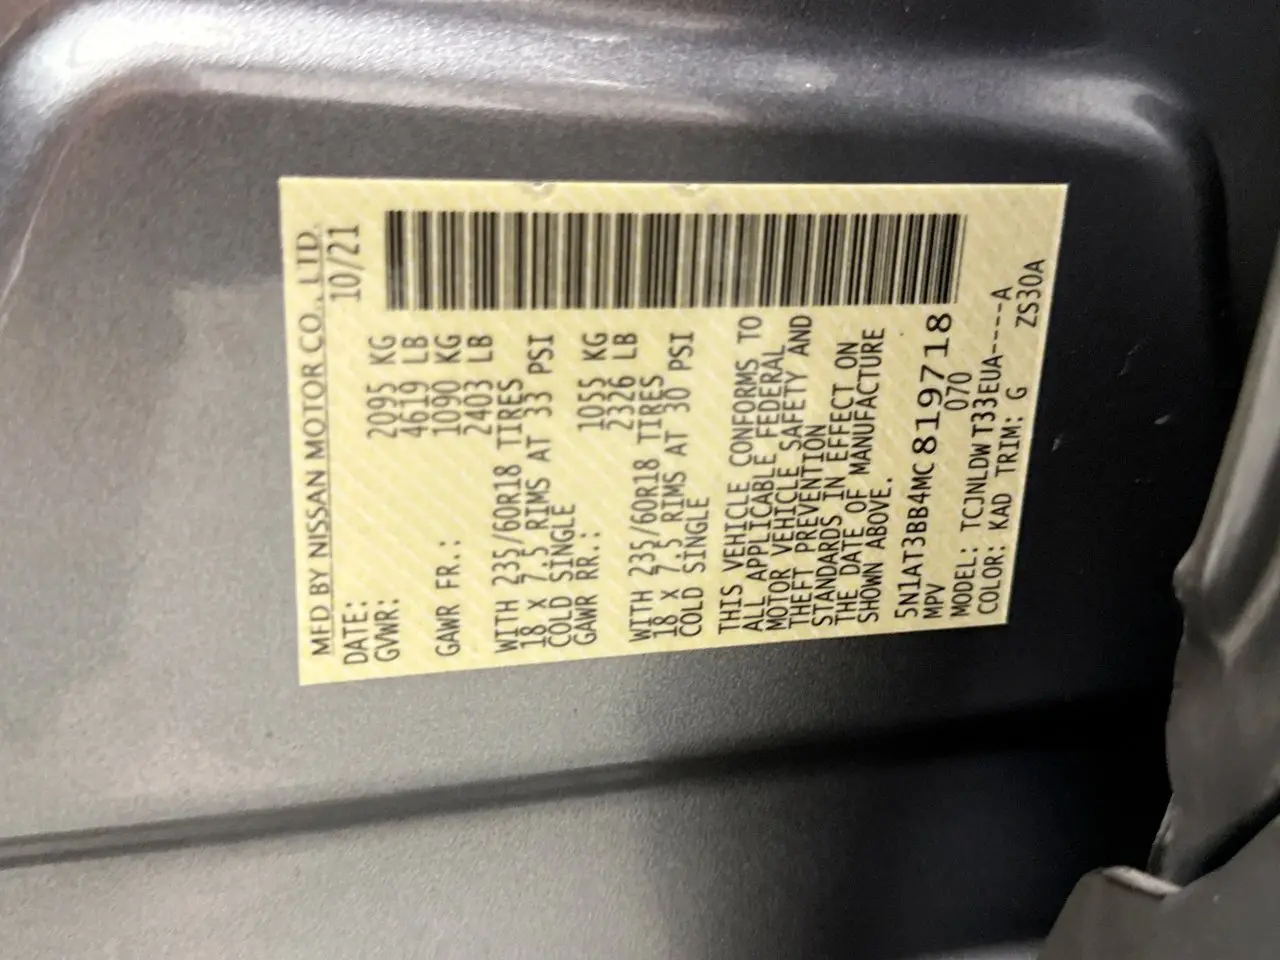 MFD BY NISSAN MOTOR CO., LTD.
DATE: 10/21
GVWR: 2095 KG
4619 LB
GAWR FR.: 1090 KG
2403 LB
WITH 235/60R18 TIRES
18 X 7.5 RIMS AT 33 PSI
COLD SINGLE
GAWR RR.: 1055 KG
2326 LB
WITH 235/60R18 TIRES
18 X 7.5 RIMS AT 30 PSI
COLD SINGLE
THIS VEHICLE CONFORMS TO
ALL APPLICABLE FEDERAL
MOTOR VEHICLE SAFETY AND
THEFT PREVENTION
STANDARDS IN EFFECT ON
THE DATE OF MANUFACTURE
SHOWN ABOVE.
5N1AT3BB4MC819718
MPV 070
MODEL: TCJNLDWT33EUA----A
COLOR: KAD TRIM: G ZS30A